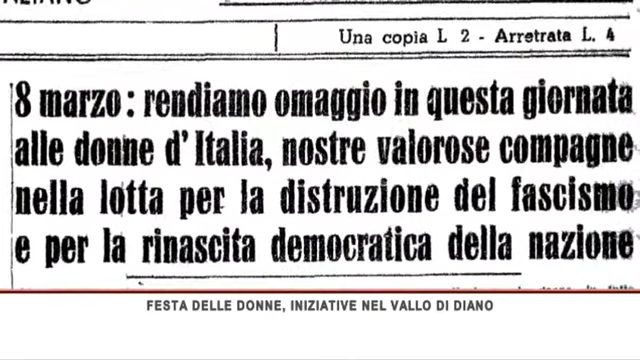 Una copia L 2 - Arretrata L. 4
8 marzo: rendiamo omaggio in questa giornata
alle donne d'Italia, nostre valorose compagne
nella lotta per la distruzione del fascismo
e per la rinascita democratica della nazione
FESTA DELLE DONNE, INIZIATIVE NEL VALLO DI DIANO